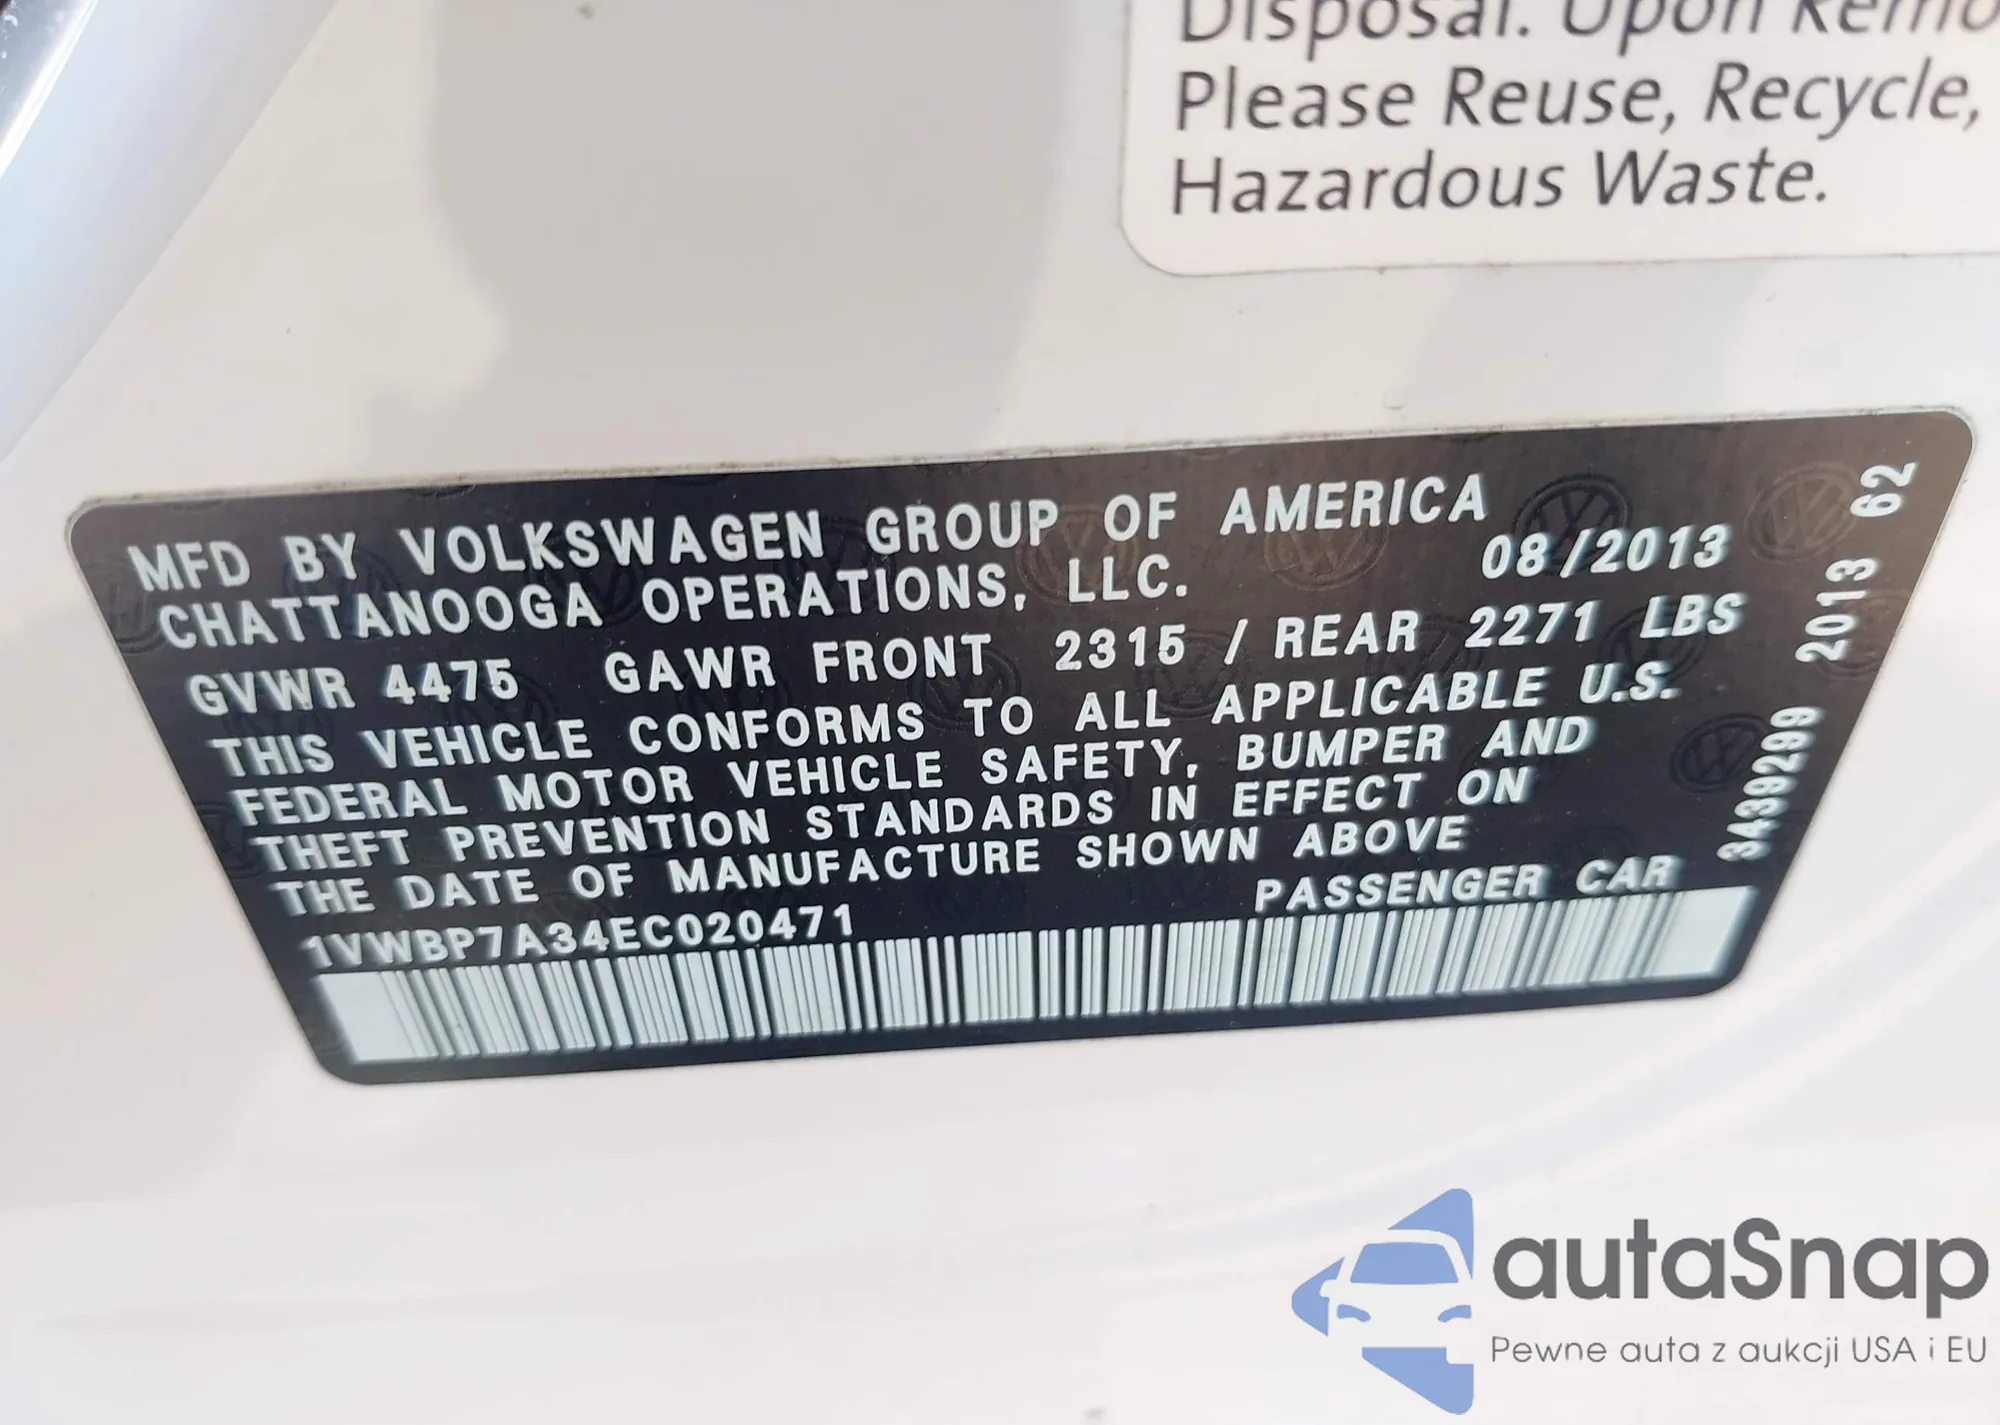 Disposal. Upon Remo
Please Reuse, Recycle,
Hazardous Waste.
MFD BY VOLKSWAGEN GROUP OF AMERICA
CHATTANOOGA OPERATIONS, LLC. 08/2013
GVWR 4475 GAWR FRONT 2315 / REAR 2271 LBS
THIS VEHICLE CONFORMS TO ALL APPLICABLE U.S.
FEDERAL MOTOR VEHICLE SAFETY, BUMPER AND
THEFT PREVENTION STANDARDS IN EFFECT ON
THE DATE OF MANUFACTURE SHOWN ABOVE
1VWBP7A34EC020471 PASSENGER CAR
3439299 2013 62
autaSnap
Pewne auta z aukcji USA i EU